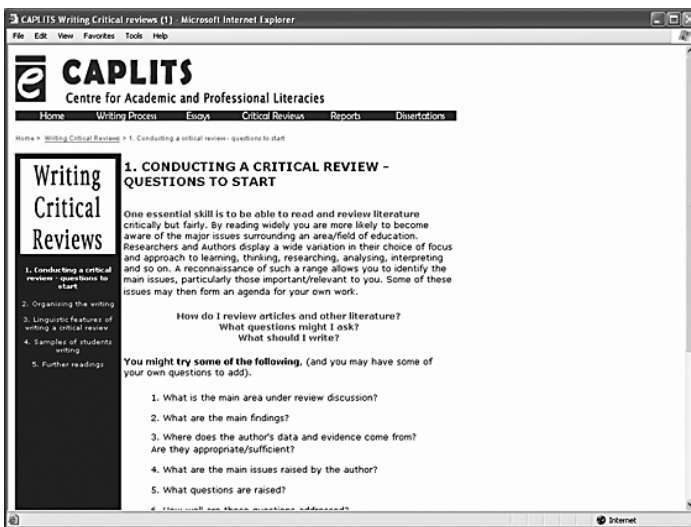 CAPLITS Writing Critical reviews (1) - Microsoft Internet Explorer
File Edit View Favorites Tools Help
CAPLITS
Centre for Academic and Professional Literacies
Home Writing Process Essays Critical Reviews Reports Dissertations
Home > Writing Critical Reviews > 1. Conducting a critical review- questions to start
Writing
Critical
Reviews
1. Conducting a critical
review - questions to
start
2. Organising the writing
3. Linguistic features of
writing a critical review
4. Samples of students
writing
5. Further readings
1. CONDUCTING A CRITICAL REVIEW -
QUESTIONS TO START
One essential skill is to be able to read and review literature
critically but fairly. By reading widely you are more likely to become
aware of the major issues surrounding an area/field of education.
Researchers and Authors display a wide variation in their choice of focus
and approach to learning, thinking, researching, analysing, interpreting
and so on. A reconnaissance of such a range allows you to identify the
main issues, particularly those important/relevant to you. Some of these
issues may then form an agenda for your own work.
How do I review articles and other literature?
What questions might I ask?
What should I write?
You might try some of the following, (and you may have some of
your own questions to add).
1. What is the main area under review discussion?
2. What are the main findings?
3. Where does the author's data and evidence come from?
Are they appropriate/sufficient?
4. What are the main issues raised by the author?
5. What questions are raised?
6. How well are these questions addressed?
Internet